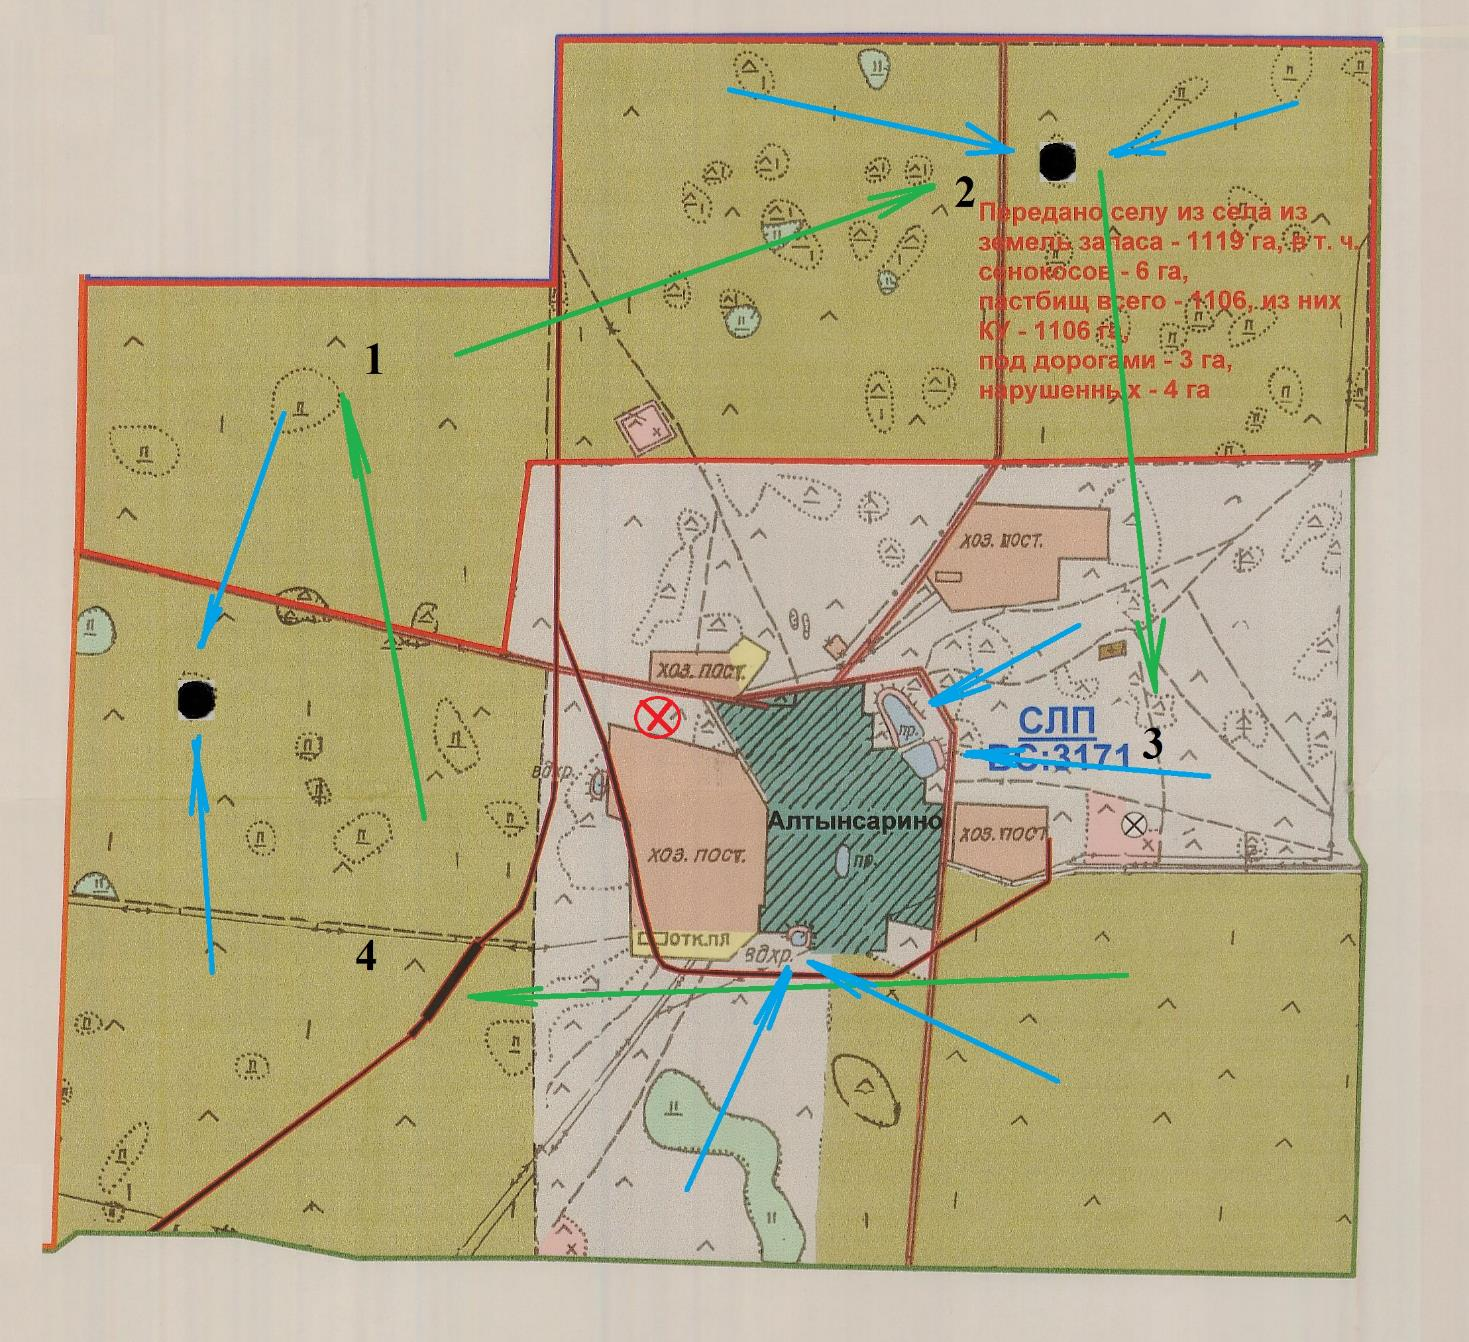 2
Передано селу из села из
земель запаса - 1119 га, в т. ч.
сенокосов - 6 га,
пастбищ всего - 1106, из них
КУ - 1106 га,
под дорогами - 3 га,
нарушенных - 4 га
1
ХОЗ. ПОСТ.
ХОЗ. ПОСТ.
СЛП
ВС:3171
3
пр.
вдхр.
Алтынсарино
ХОЗ. ПОСТ
ХОЗ. ПОСТ.
пр.
4
ОТК.ПЛ
вдхр.